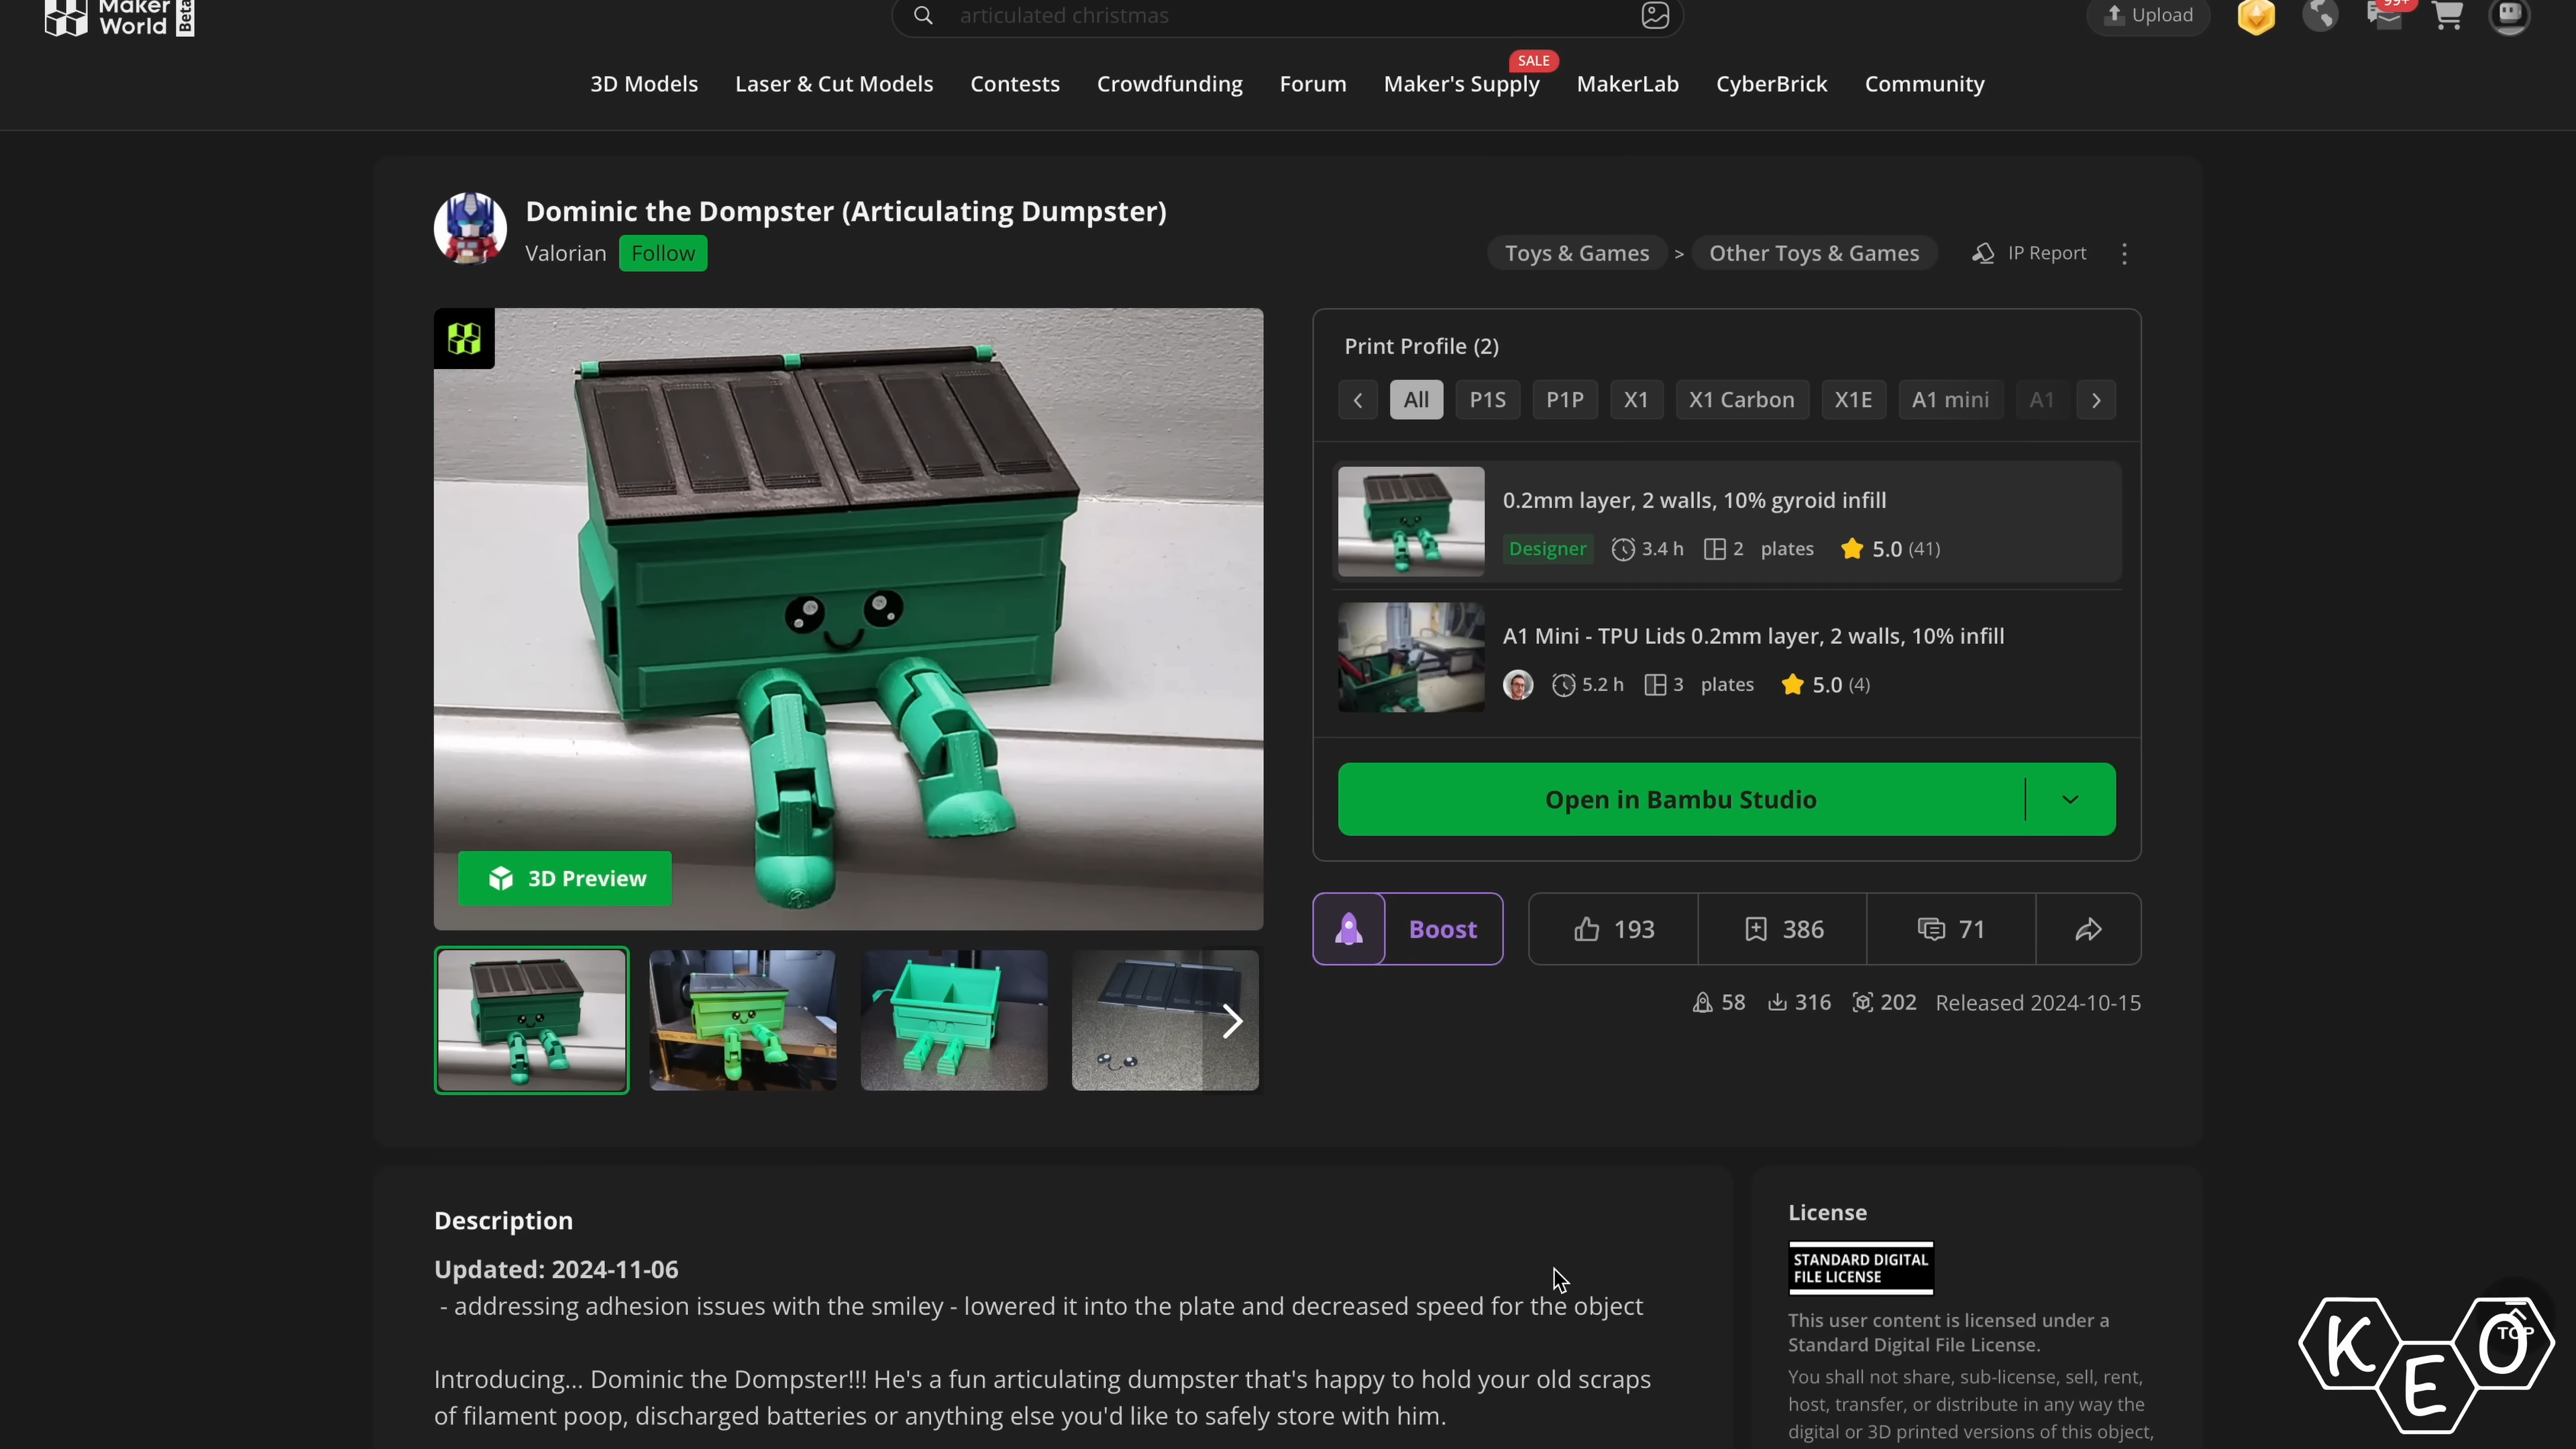 Maker
World
Beta
articulated christmas
Upload
99+
3D Models
Laser & Cut Models
Contests
Crowdfunding
Forum
Maker's Supply
SALE
MakerLab
CyberBrick
Community
Dominic the Dompster (Articulating Dumpster)
Valorian
Follow
Toys & Games > Other Toys & Games
IP Report
3D Preview
Print Profile (2)
All
P1S
P1P
X1
X1 Carbon
X1E
A1 mini
A1
0.2mm layer, 2 walls, 10% gyroid infill
Designer 3.4 h 2 plates 5.0 (41)
A1 Mini - TPU Lids 0.2mm layer, 2 walls, 10% infill
5.2 h 3 plates 5.0 (4)
Open in Bambu Studio
Boost
193
386
71
58 316 202 Released 2024-10-15
Description
Updated: 2024-11-06
- addressing adhesion issues with the smiley - lowered it into the plate and decreased speed for the object
Introducing... Dominic the Dompster!!! He's a fun articulating dumpster that's happy to hold your old scraps
of filament poop, discharged batteries or anything else you'd like to safely store with him.
License
STANDARD DIGITAL
FILE LICENSE
This user content is licensed under a
Standard Digital File License.
You shall not share, sub-license, sell, rent,
host, transfer, or distribute in any way the
digital or 3D printed versions of this object,
TOP
KEO